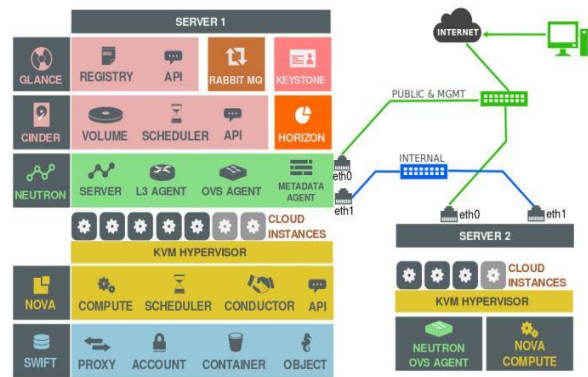 SERVER 1
GLANCE
REGISTRY
API
RABBIT MQ
KEYSTONE
CINDER
VOLUME
SCHEDULER
API
HORIZON
NEUTRON
SERVER
L3 AGENT
OVS AGENT
METADATA
AGENT
CLOUD
INSTANCES
KVM HYPERVISOR
NOVA
COMPUTE
SCHEDULER
CONDUCTOR
API
SWIFT
PROXY
ACCOUNT
CONTAINER
OBJECT
INTERNET
PUBLIC & MGMT
eth0
INTERNAL
eth1
eth0
eth1
SERVER 2
CLOUD
INSTANCES
KVM HYPERVISOR
NEUTRON
OVS AGENT
NOVA
COMPUTE